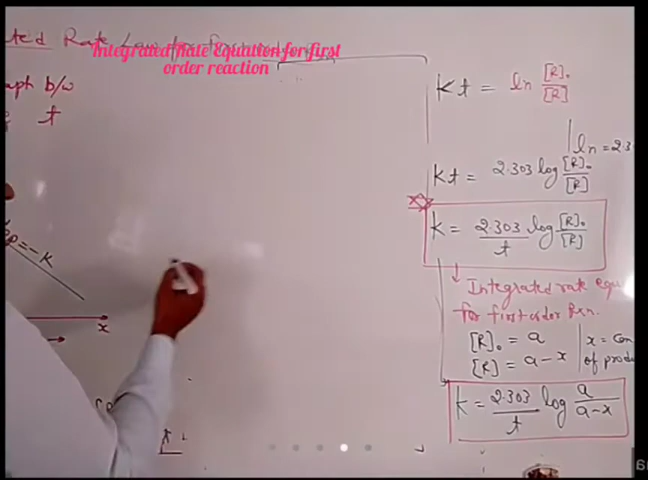 ted Rate Law
Integrated Rate Equation for first
order reaction
aph b/w
t
p = -K
x
Kt = ln [R]₀/[R]
ln = 2.3
Kt = 2.303 log [R]₀/[R]
K = 2.303/t log [R]₀/[R]
↓ Integrated rate equ
for first order Rxn.
[R]₀ = a | x = Con
[R] = a-x | of produ
K = 2.303/t log a/a-x